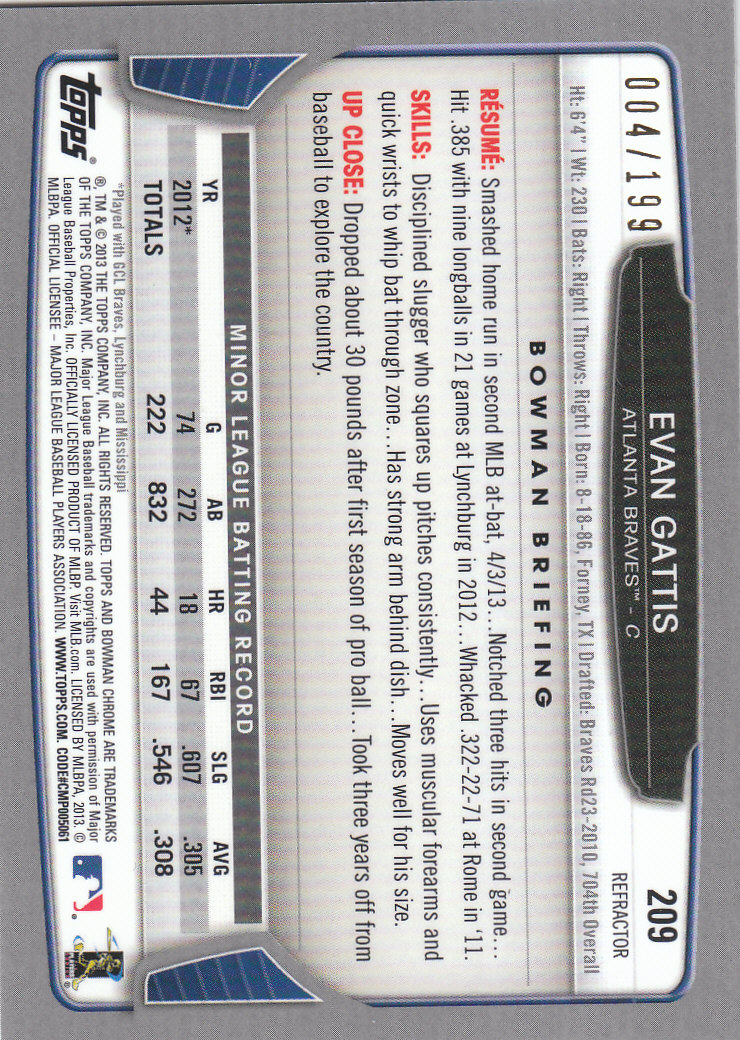 004/199
EVAN GATTIS
ATLANTA BRAVES™ - C
209
REFRACTOR
Ht: 6'4" | Wt: 230 | Bats: Right | Throws: Right | Born: 8-18-86, Forney, TX | Drafted: Braves Rd23-2010, 704th Overall
BOWMAN BRIEFING
RÉSUMÉ: Smashed home run in second MLB at-bat, 4/3/13...Notched three hits in second game...
Hit .385 with nine longballs in 21 games at Lynchburg in 2012...Whacked .322-22-71 at Rome in '11.
SKILLS: Disciplined slugger who squares up pitches consistently...Uses muscular forearms and
quick wrists to whip bat through zone...Has strong arm behind dish...Moves well for his size.
UP CLOSE: Dropped about 30 pounds after first season of pro ball...Took three years off from
baseball to explore the country.
MINOR LEAGUE BATTING RECORD
YR G AB HR RBI SLG AVG
2012* 74 272 18 67 .607 .305
TOTALS 222 832 44 167 .546 .308
*Played with GCL Braves, Lynchburg and Mississippi
®, TM & © 2013 THE TOPPS COMPANY, INC. ALL RIGHTS RESERVED. TOPPS AND BOWMAN CHROME ARE TRADEMARKS
OF THE TOPPS COMPANY, INC. Major League Baseball trademarks and copyrights are used with permission of Major
League Baseball Properties, Inc. OFFICIALLY LICENSED PRODUCT OF MLBP. Visit MLB.com. LICENSED BY MLBPA, 2013, ©
MLBPA. OFFICIAL LICENSEE – MAJOR LEAGUE BASEBALL PLAYERS ASSOCIATION. WWW.TOPPS.COM. CODE#CMP005061
Topps®